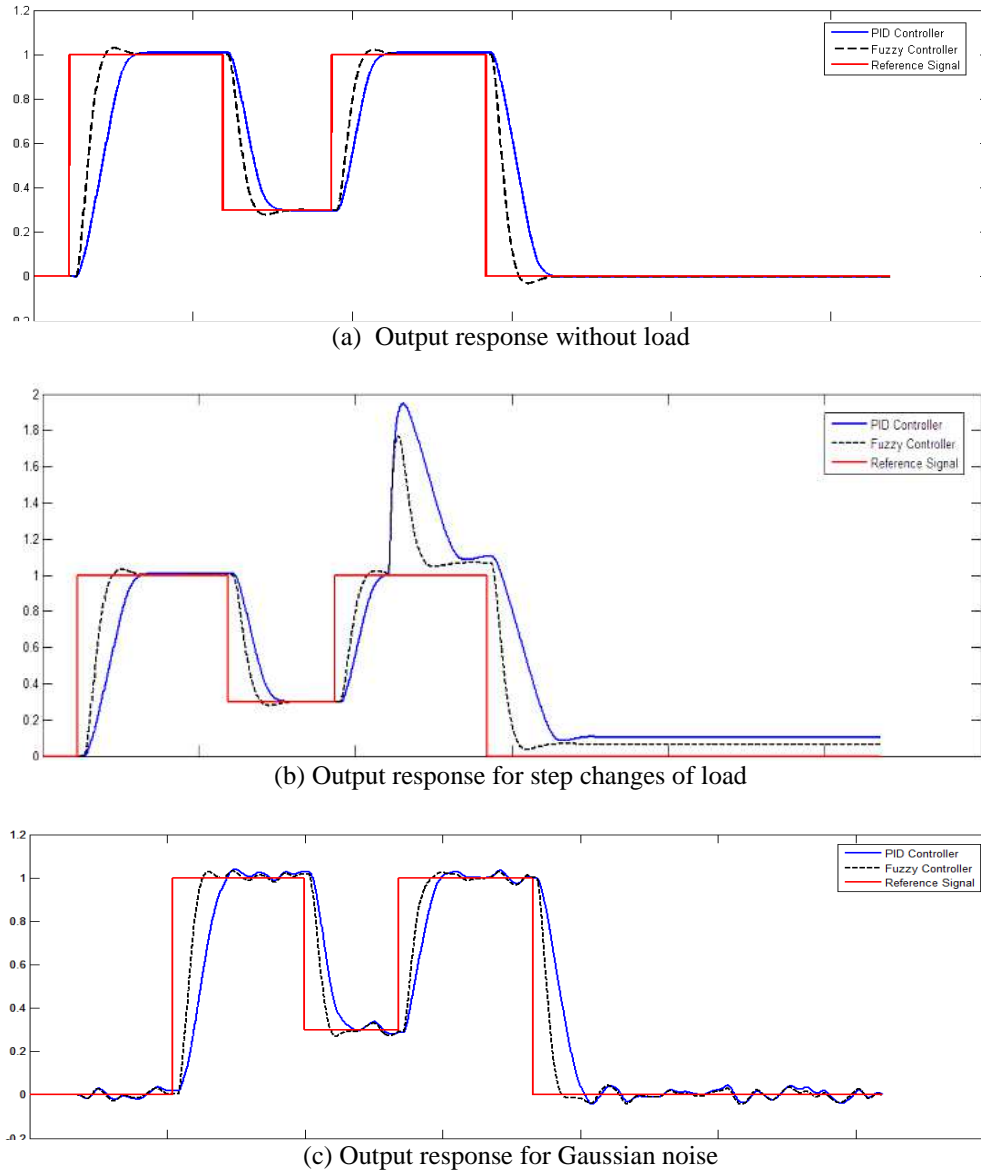 1.2
1
0.8
0.6
0.4
0.2
0
-0.2
PID Controller
Fuzzy Controller
Reference Signal
(a) Output response without load
2
1.8
1.6
1.4
1.2
1
0.8
0.6
0.4
0.2
0
PID Controller
Fuzzy Controller
Reference Signal
(b) Output response for step changes of load
1.2
1
0.8
0.6
0.4
0.2
0
-0.2
PID Controller
Fuzzy Controller
Reference Signal
(c) Output response for Gaussian noise